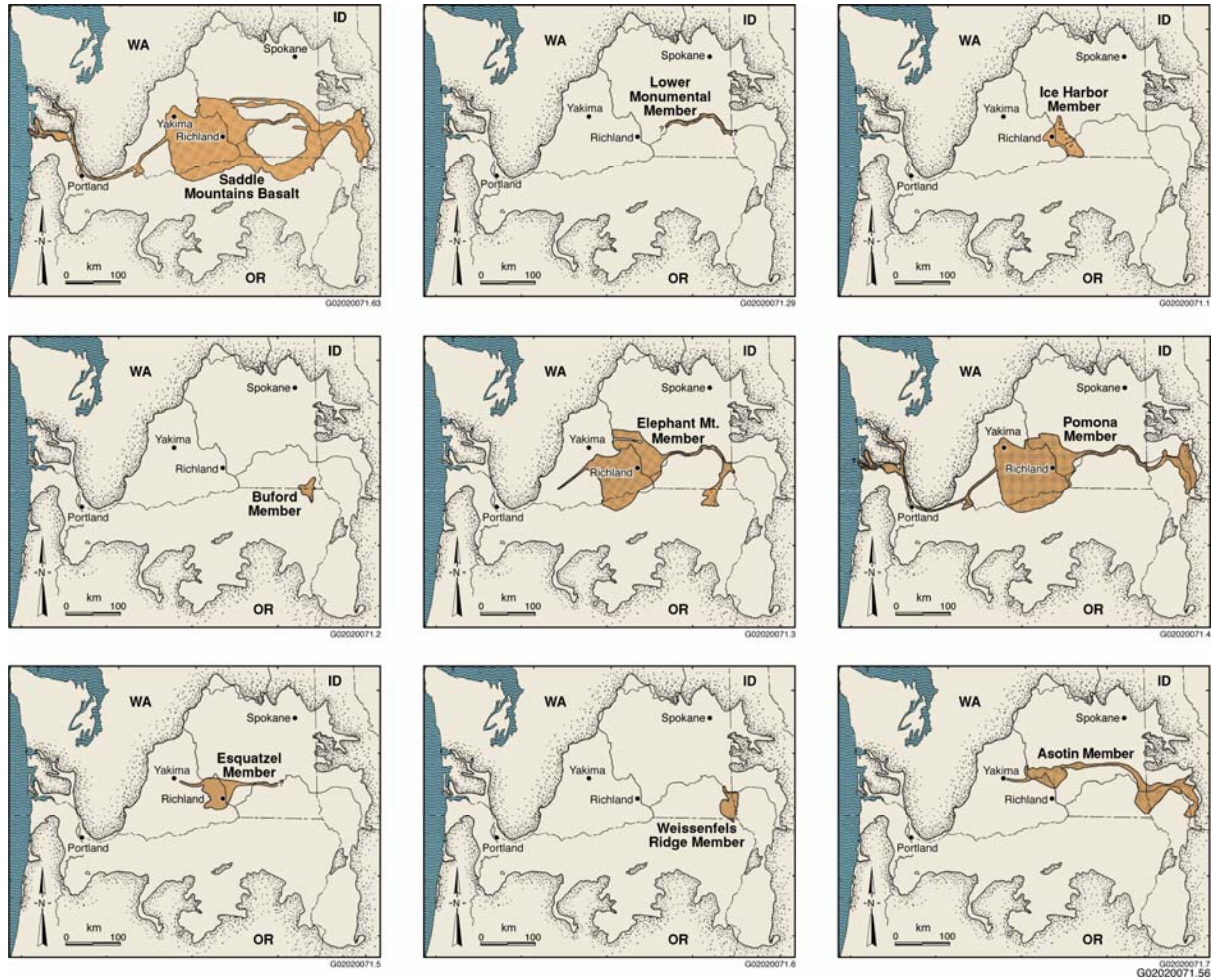 ID
WA
Spokane
Yakima
Richland
Portland
Saddle
Mountains Basalt
N
km
0 100
OR
G02020071.63
ID
WA
Spokane
Lower
Monumental
Member
Yakima
Richland
?
?
Portland
N
km
0 100
OR
G02020071.29
ID
WA
Spokane
Ice Harbor
Member
Yakima
Richland
Portland
N
km
0 100
OR
G02020071.1
ID
WA
Spokane
Yakima
Richland
Buford
Member
Portland
N
km
0 100
OR
G02020071.2
ID
WA
Spokane
Elephant Mt.
Member
Yakima
Richland
Portland
N
km
0 100
OR
G02020071.3
ID
WA
Spokane
Pomona
Member
Yakima
Richland
Portland
N
km
0 100
OR
G02020071.4
ID
WA
Spokane
Esquatzel
Member
Yakima
?
Richland
Portland
N
km
0 100
OR
G02020071.5
ID
WA
Spokane
Yakima
Richland
Weissenfels
Ridge Member
Portland
N
km
0 100
OR
G02020071.6
ID
WA
Spokane
Asotin Member
Yakima
Richland
Portland
N
km
0 100
OR
G02020071.7
G02020071.56